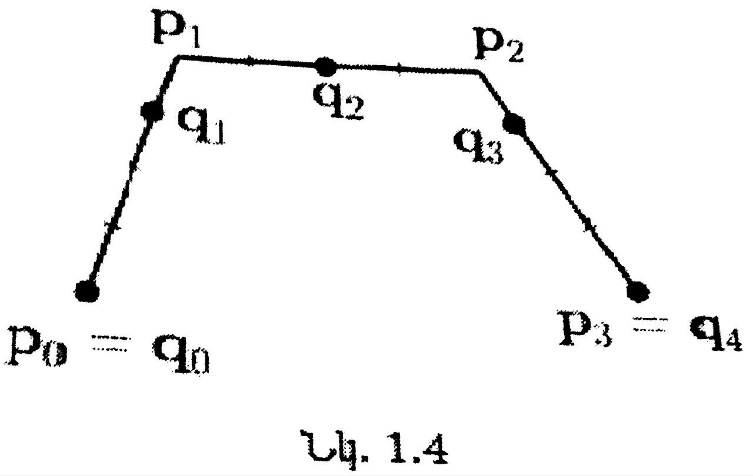 p₁
p₂
q₂
q₁
q₃
p₀ = q₀
p₃ = q₄
Նկ. 1.4